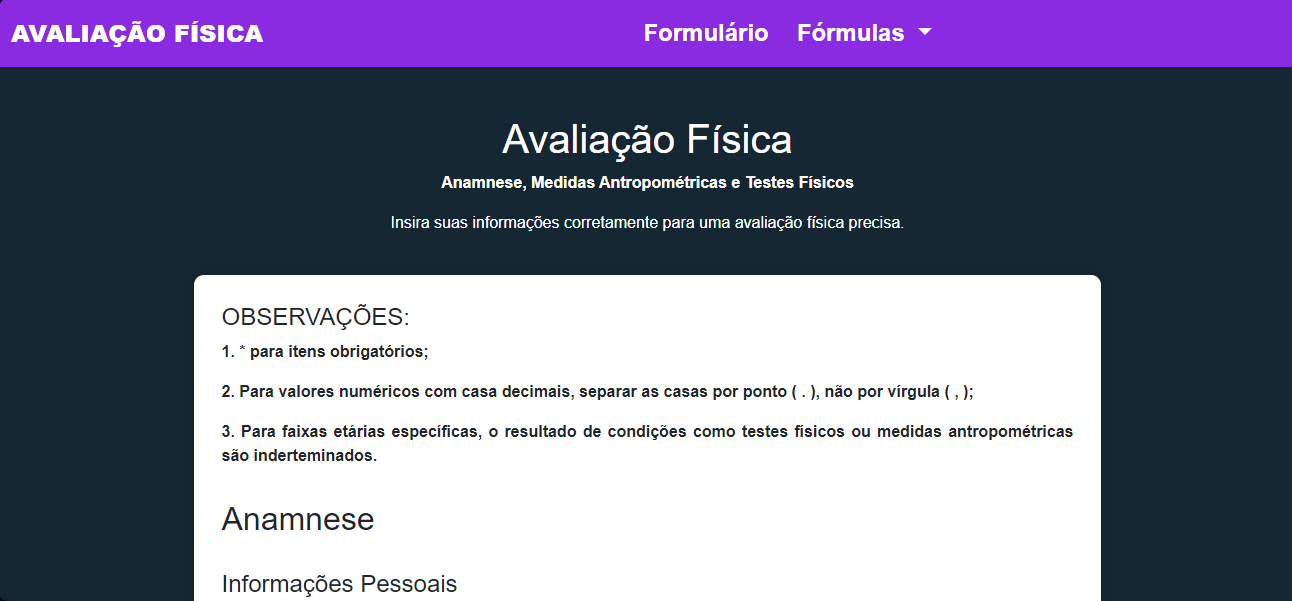 AVALIAÇÃO FÍSICA
Formulário Fórmulas
Avaliação Física
Anamnese, Medidas Antropométricas e Testes Físicos
Insira suas informações corretamente para uma avaliação física precisa.
OBSERVAÇÕES:
1. * para itens obrigatórios;
2. Para valores numéricos com casa decimais, separar as casas por ponto ( . ), não por vírgula ( , );
3. Para faixas etárias específicas, o resultado de condições como testes físicos ou medidas antropométricas
são inderteminados.
Anamnese
Informações Pessoais